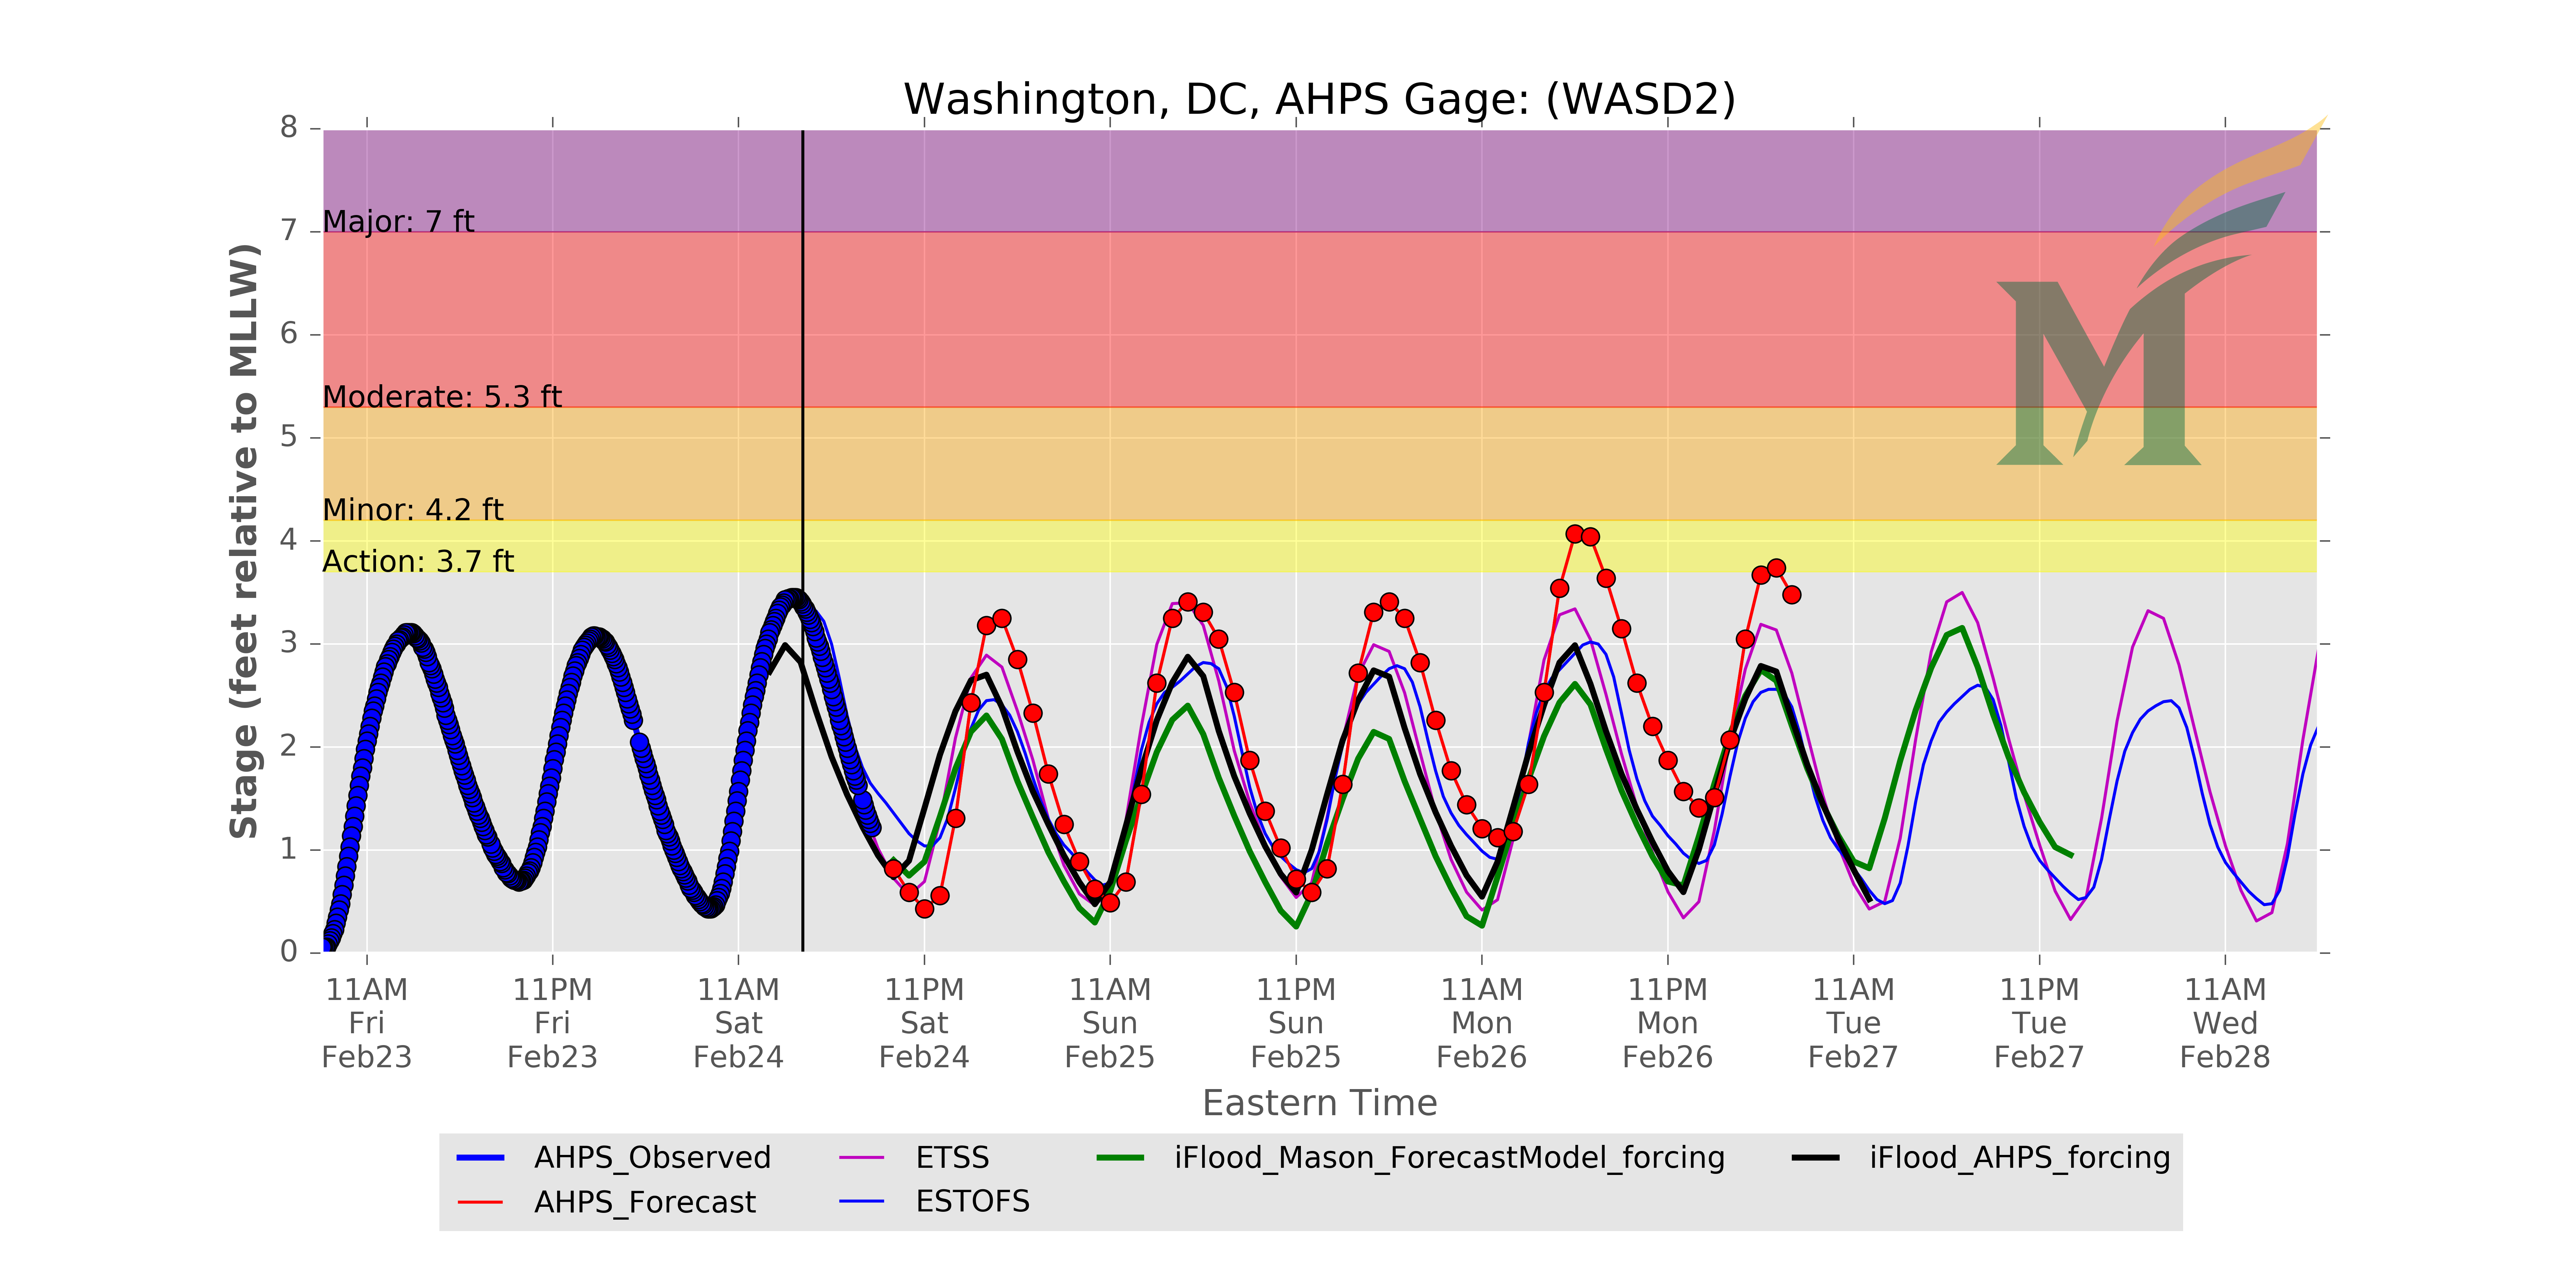 Washington, DC, AHPS Gage: (WASD2)
Stage (feet relative to MLLW)
8
7
6
5
4
3
2
1
0
Major: 7 ft
Moderate: 5.3 ft
Minor: 4.2 ft
Action: 3.7 ft
11AM 11PM 11AM 11PM 11AM 11PM 11AM 11PM 11AM 11PM 11AM
Fri Fri Sat Sat Sun Sun Mon Mon Tue Tue Wed
Feb23 Feb23 Feb24 Feb24 Feb25 Feb25 Feb26 Feb26 Feb27 Feb27 Feb28
Eastern Time
AHPS_Observed ETSS iFlood_Mason_ForecastModel_forcing iFlood_AHPS_forcing
AHPS_Forecast ESTOFS
M